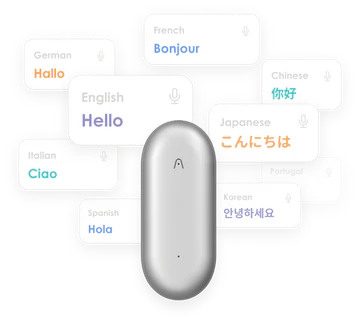 French
Bonjour
German
Hallo
Chinese
你好
English
Hello
Japanese
こんにちは
Italian
Ciao
Portugal
Korean
안녕하세요
Spanish
Hola